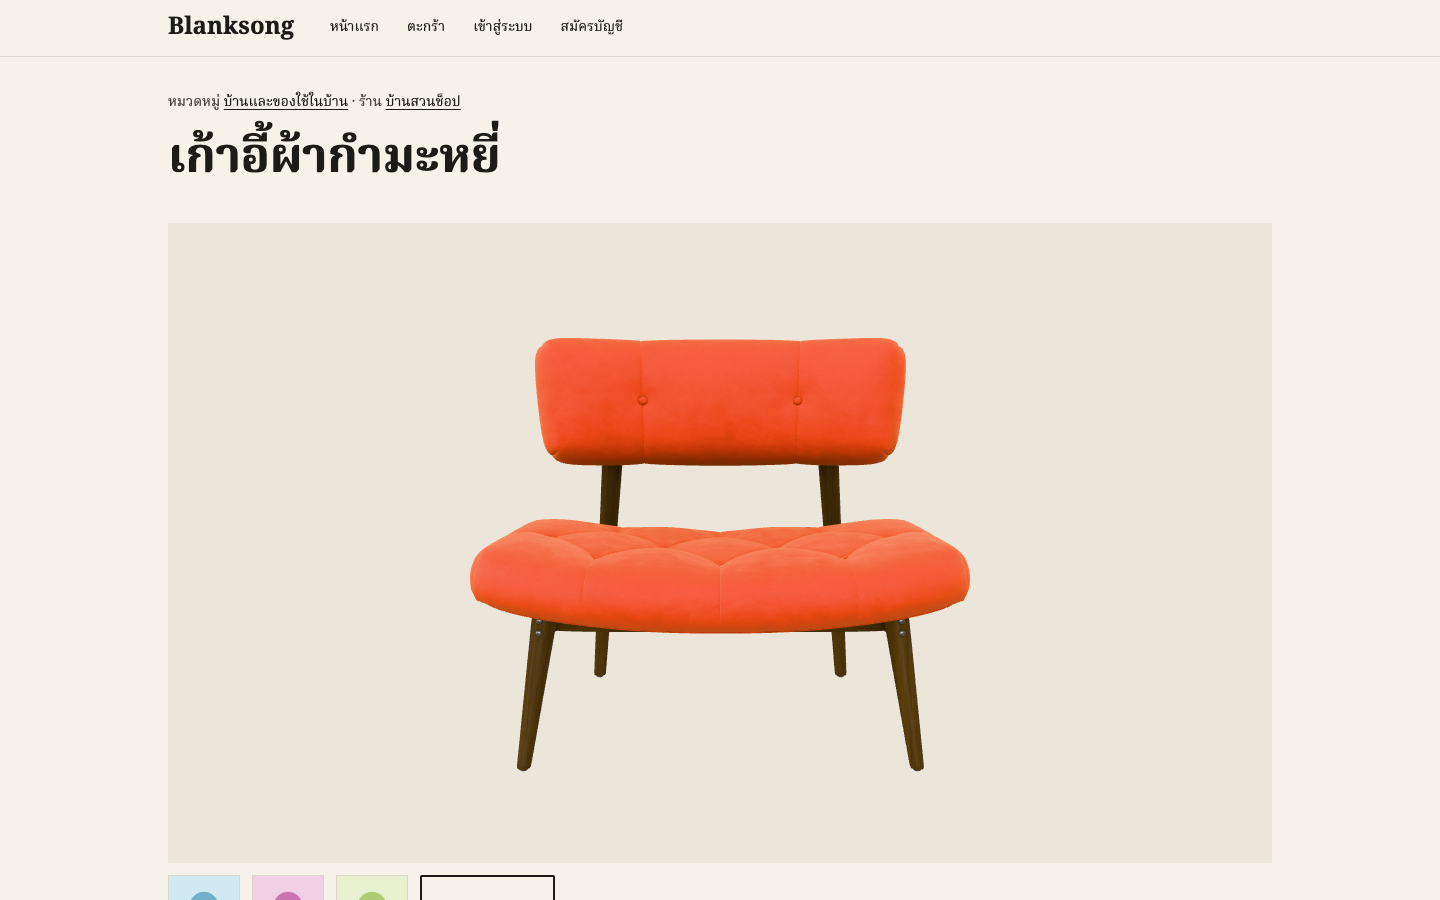 Blanksong หน้าแรก ตะกร้า เข้าสู่ระบบ สมัครบัญชี
หมวดหมู่ บ้านและของใช้ในบ้าน · ร้าน บ้านสวนช็อป
เก้าอี้ผ้ากำมะหยี่